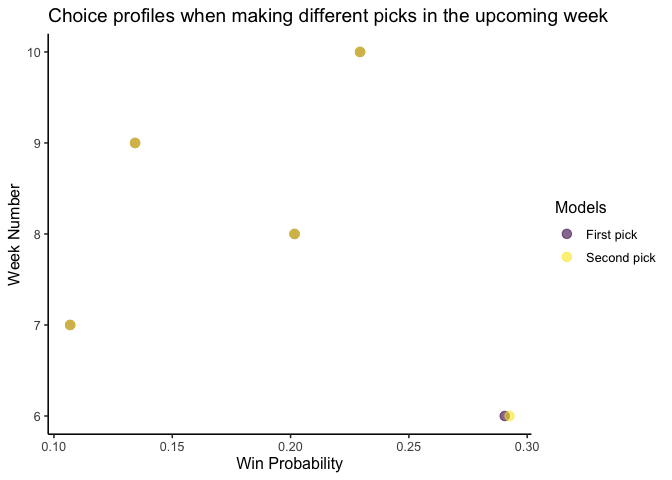 Choice profiles when making different picks in the upcoming week
10
9
8
7
6
Week Number
0.10 0.15 0.20 0.25 0.30
Win Probability
Models
First pick
Second pick